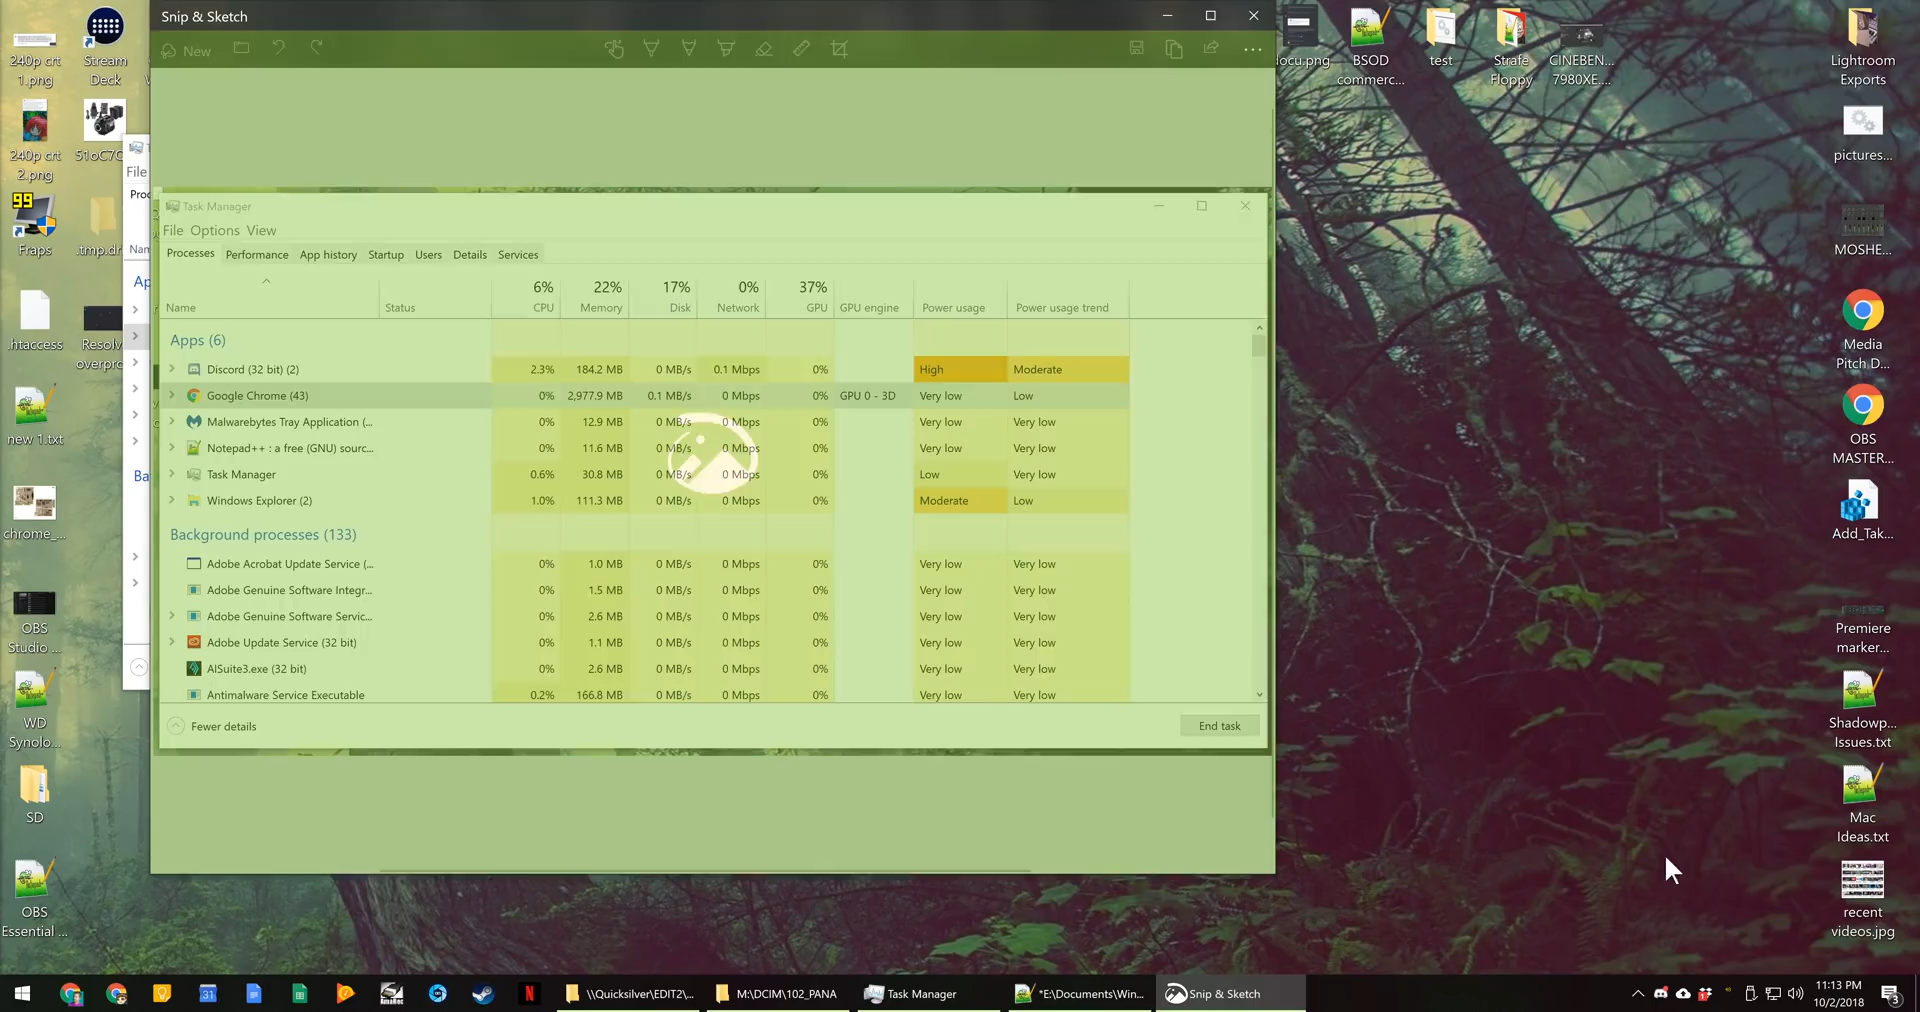 Snip & Sketch
New
Task Manager
File Options View
Processes Performance App history Startup Users Details Services
6% 22% 17% 0% 37%
Name Status CPU Memory Disk Network GPU GPU engine Power usage Power usage trend
Apps (6)
Discord (32 bit) (2) 2.3% 184.2 MB 0 MB/s 0.1 Mbps 0% High Moderate
Google Chrome (43) 0% 2,977.9 MB 0.1 MB/s 0 Mbps 0% GPU 0 - 3D Very low Low
Malwarebytes Tray Application (... 0% 12.9 MB 0 MB/s 0 Mbps 0% Very low Very low
Notepad++ : a free (GNU) sourc... 0% 11.6 MB 0 MB/s 0 Mbps 0% Very low Very low
Task Manager 0.6% 30.8 MB 0 MB/s 0 Mbps 0% Low Very low
Windows Explorer (2) 1.0% 111.3 MB 0 MB/s 0 Mbps 0% Moderate Low
Background processes (133)
Adobe Acrobat Update Service (... 0% 1.0 MB 0 MB/s 0 Mbps 0% Very low Very low
Adobe Genuine Software Integr... 0% 1.5 MB 0 MB/s 0 Mbps 0% Very low Very low
Adobe Genuine Software Servic... 0% 2.6 MB 0 MB/s 0 Mbps 0% Very low Very low
Adobe Update Service (32 bit) 0% 1.1 MB 0 MB/s 0 Mbps 0% Very low Very low
AISuite3.exe (32 bit) 0% 2.6 MB 0 MB/s 0 Mbps 0% Very low Very low
Antimalware Service Executable 0.2% 166.8 MB 0 MB/s 0 Mbps 0% Very low Very low
Fewer details End task
240p crt
1.png
Stream
Deck
240p crt
2.png
51oC7C
99
Fraps
.tmp.dr
.htaccess
Resolv
overpro
new 1.txt
chrome_...
OBS
Studio ...
WD
Synolo...
SD
OBS
Essential ...
File
Proc
Nam
Ap
Ba
docu.png
BSOD
commerc...
test
Strafe
Floppy
CINEBEN...
7980XE....
Lightroom
Exports
pictures...
MOSHE...
Media
Pitch D...
OBS
MASTER...
Add_Tak...
Premiere
marker...
Shadowp...
Issues.txt
Mac
Ideas.txt
recent
videos.jpg
31
AMARRC
N
\\Quicksilver\EDIT2\...
M:\DCIM\102_PANA
Task Manager
*E:\Documents\Win...
Snip & Sketch
11:13 PM
10/2/2018
3